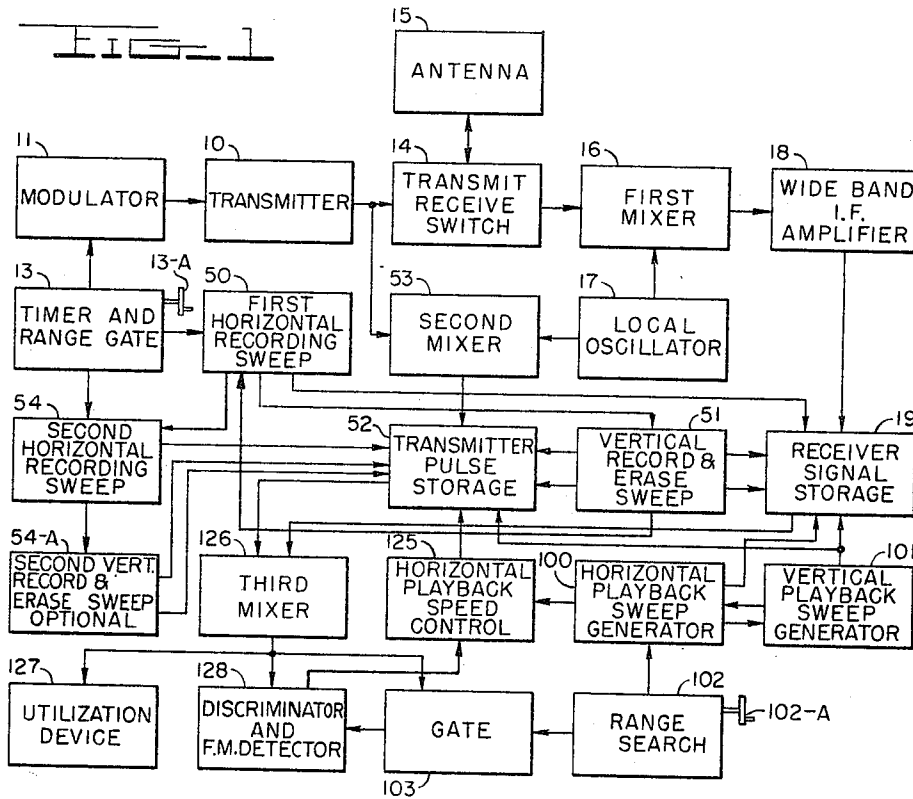 15
ANTENNA
11
MODULATOR
10
TRANSMITTER
14
TRANSMIT
RECEIVE
SWITCH
16
FIRST
MIXER
18
WIDE BAND
I.F.
AMPLIFIER
13
13-A
TIMER AND
RANGE GATE
50
FIRST
HORIZONTAL
RECORDING
SWEEP
53
SECOND
MIXER
17
LOCAL
OSCILLATOR
54
SECOND
HORIZONTAL
RECORDING
SWEEP
52
TRANSMITTER
PULSE
STORAGE
51
VERTICAL
RECORD &
ERASE
SWEEP
19
RECEIVER
SIGNAL
STORAGE
54-A
SECOND VERT.
RECORD &
ERASE SWEEP
OPTIONAL
126
THIRD
MIXER
125
HORIZONTAL
PLAYBACK
SPEED
CONTROL
100
HORIZONTAL
PLAYBACK
SWEEP
GENERATOR
101
VERTICAL
PLAYBACK
SWEEP
GENERATOR
127
UTILIZATION
DEVICE
128
DISCRIMINATOR
AND
F.M. DETECTOR
GATE
103
102
RANGE
SEARCH
102-A